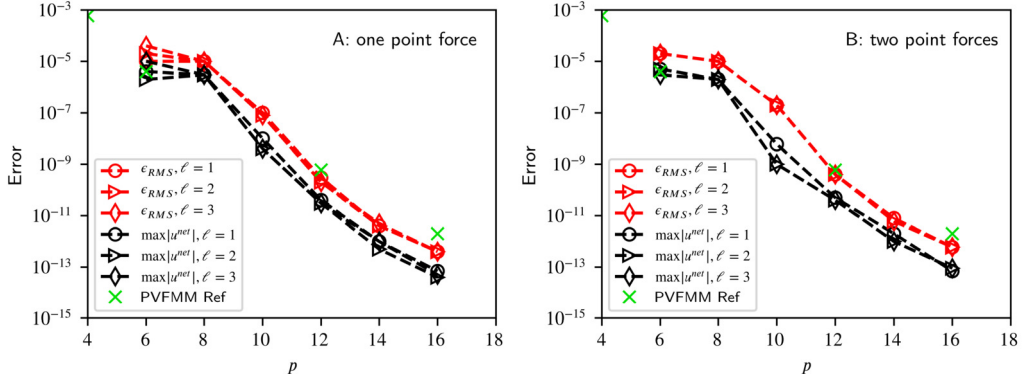 A: one point force
Error
10⁻³
10⁻⁵
10⁻⁷
10⁻⁹
10⁻¹¹
10⁻¹³
10⁻¹⁵
ϵ_RMS, ℓ = 1
ϵ_RMS, ℓ = 2
ϵ_RMS, ℓ = 3
max|u^net|, ℓ = 1
max|u^net|, ℓ = 2
max|u^net|, ℓ = 3
PVFMM Ref
4 6 8 10 12 14 16 18
p
B: two point forces
Error
10⁻³
10⁻⁵
10⁻⁷
10⁻⁹
10⁻¹¹
10⁻¹³
10⁻¹⁵
ϵ_RMS, ℓ = 1
ϵ_RMS, ℓ = 2
ϵ_RMS, ℓ = 3
max|u^net|, ℓ = 1
max|u^net|, ℓ = 2
max|u^net|, ℓ = 3
PVFMM Ref
4 6 8 10 12 14 16 18
p